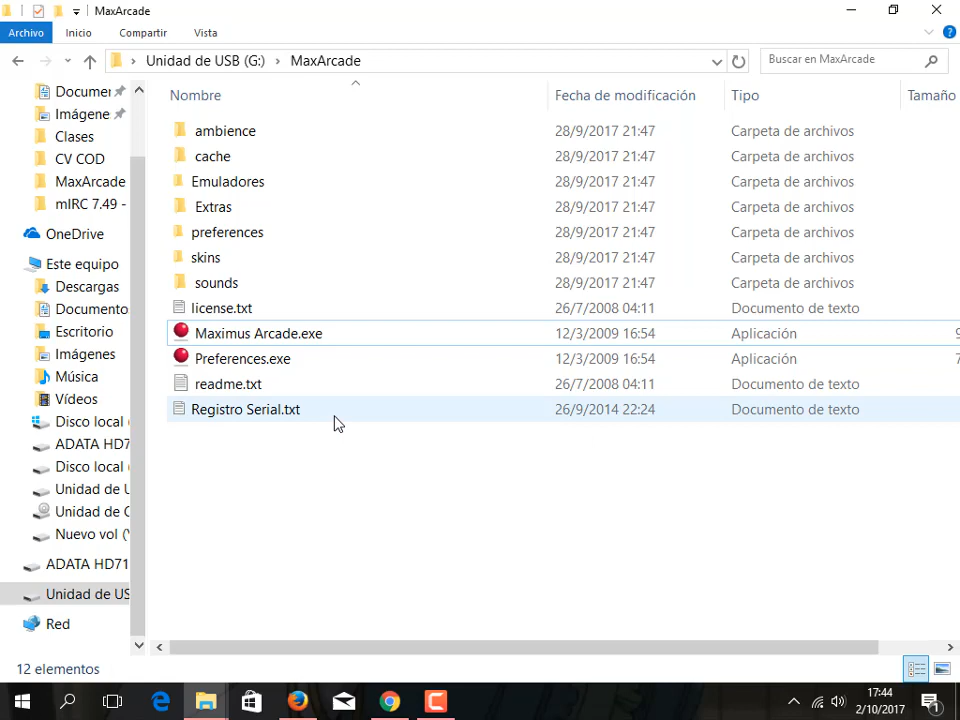 MaxArcade
Archivo Inicio Compartir Vista
Unidad de USB (G:) MaxArcade
Buscar en MaxArcade
Nombre Fecha de modificación Tipo Tamaño
Documer
Imágene
Clases
CV COD
MaxArcade
mIRC 7.49 -
OneDrive
Este equipo
Descargas
Documento
Escritorio
Imágenes
Música
Vídeos
Disco local (
ADATA HD7
Disco local (
Unidad de U
Unidad de C
Nuevo vol (\
ADATA HD71
Unidad de US
Red
ambience 28/9/2017 21:47 Carpeta de archivos
cache 28/9/2017 21:47 Carpeta de archivos
Emuladores 28/9/2017 21:47 Carpeta de archivos
Extras 28/9/2017 21:47 Carpeta de archivos
preferences 28/9/2017 21:47 Carpeta de archivos
skins 28/9/2017 21:47 Carpeta de archivos
sounds 28/9/2017 21:47 Carpeta de archivos
license.txt 26/7/2008 04:11 Documento de texto
Maximus Arcade.exe 12/3/2009 16:54 Aplicación 9
Preferences.exe 12/3/2009 16:54 Aplicación 7
readme.txt 26/7/2008 04:11 Documento de texto
Registro Serial.txt 26/9/2014 22:24 Documento de texto
12 elementos
17:44
2/10/2017
1